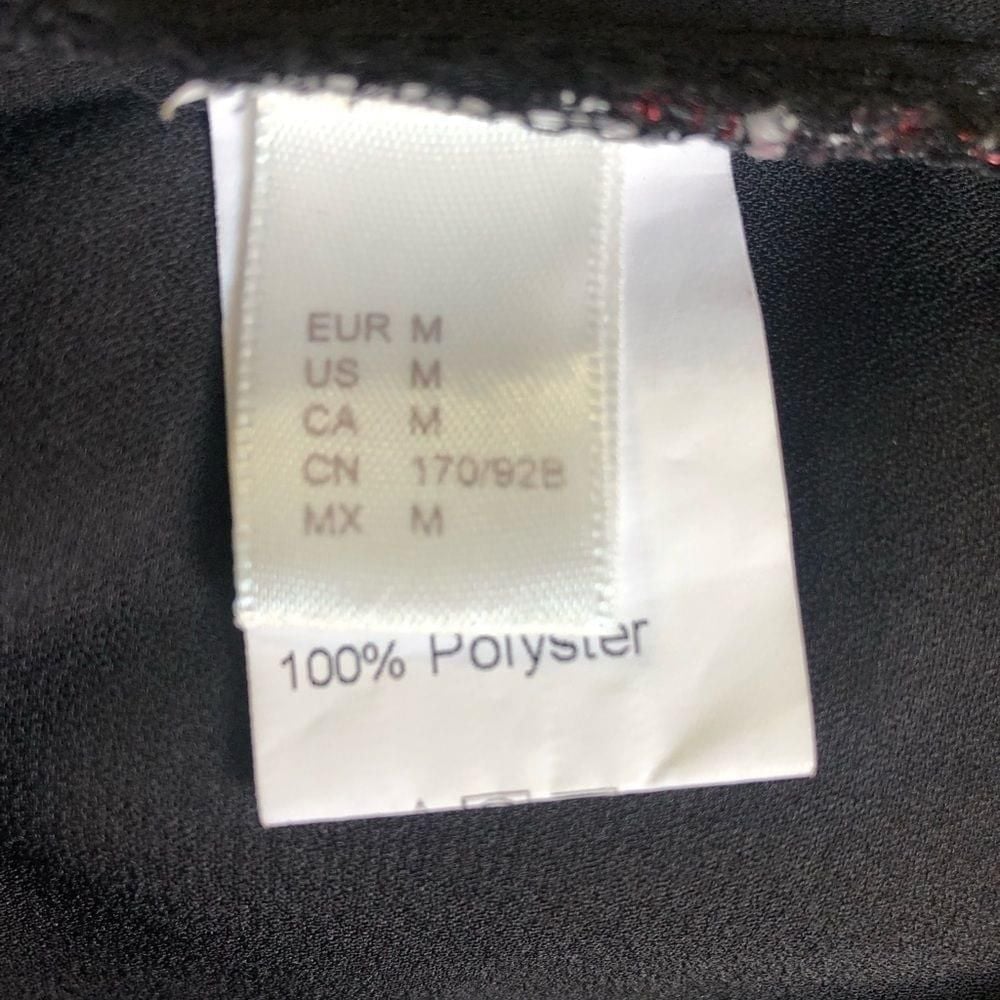 EUR M
US M
CA M
CN 170/92B
MX M
100% Polyster